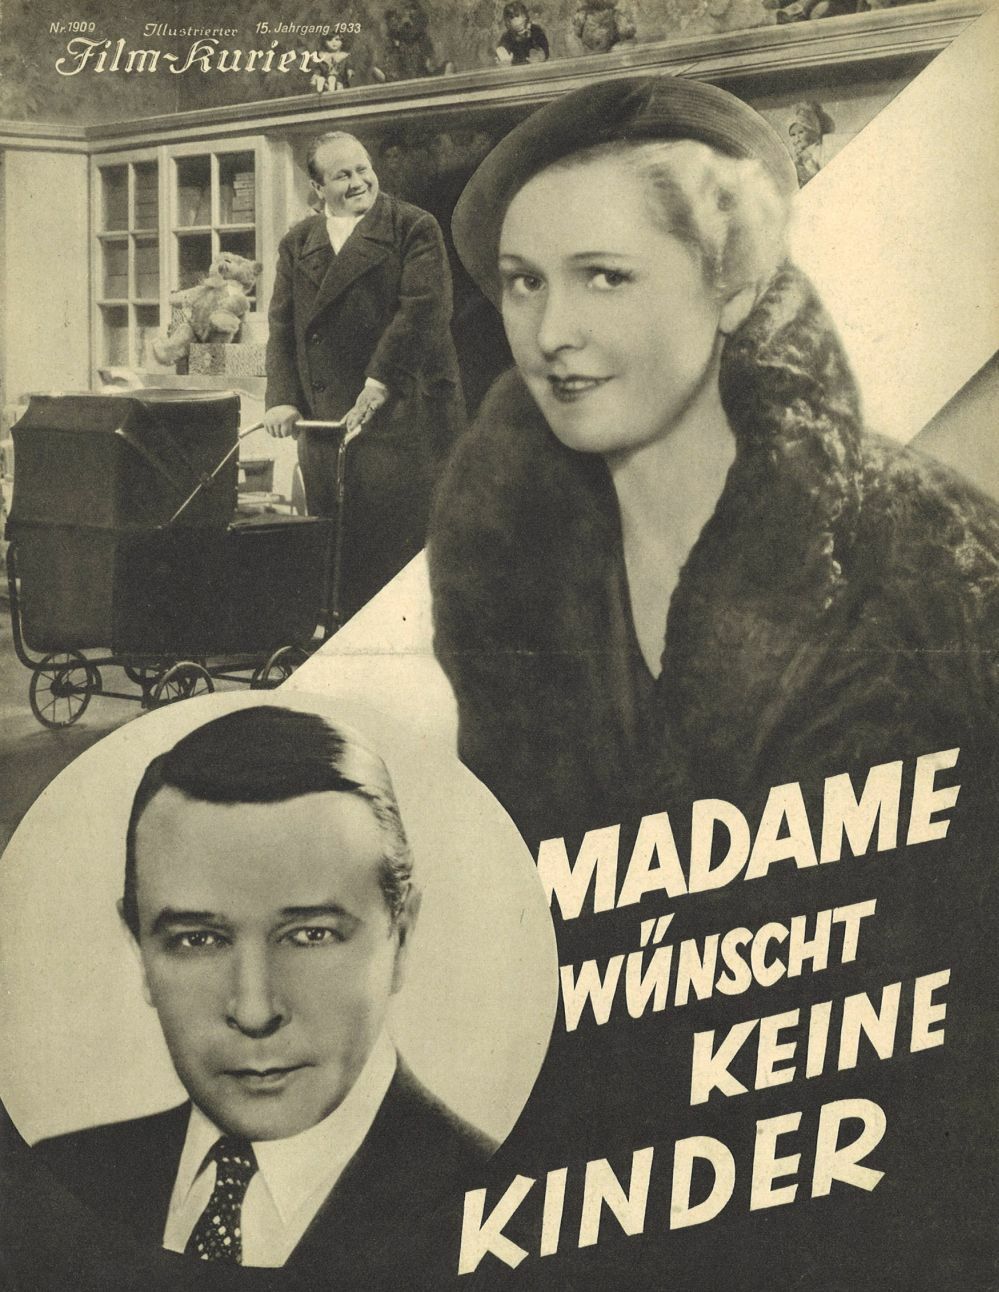 Nr. 1909 Illustrierter 15. Jahrgang 1933
Film-Kurier
MADAME
WÜNSCHT
KEINE
KINDER